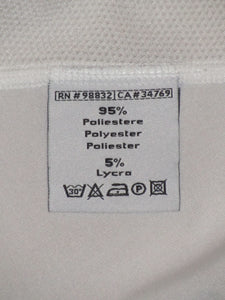 RN # 98832 CA # 34769
95%
Poliestere
Polyester
Poliester
5%
Lycra
30°